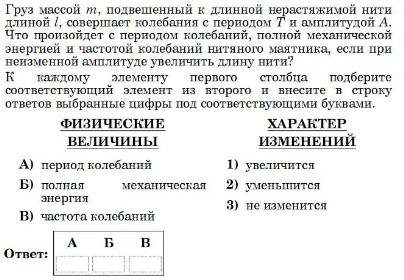 Груз массой m, подвешенный к длинной нерастяжимой нити
длиной l, совершает колебания с периодом T и амплитудой A.
Что произойдет с периодом колебаний, полной механической
энергией и частотой колебаний нитяного маятника, если при
неизменной амплитуде увеличить длину нити?
К каждому элементу первого столбца подберите
соответствующий элемент из второго и внесите в строку
ответов выбранные цифры под соответствующими буквами.
ФИЗИЧЕСКИЕ
ВЕЛИЧИНЫ
А) период колебаний
Б) полная механическая
энергия
В) частота колебаний
ХАРАКТЕР
ИЗМЕНЕНИЙ
1) увеличится
2) уменьшится
3) не изменится
А Б В
Ответ: